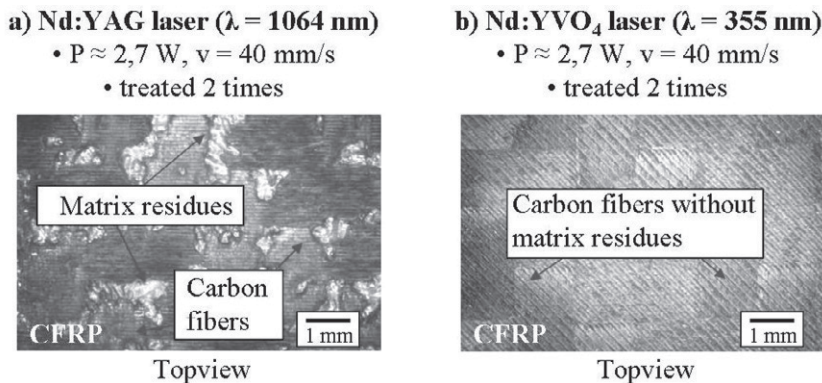 a) Nd:YAG laser (λ = 1064 nm)
• P ≈ 2,7 W, v = 40 mm/s
• treated 2 times
Matrix residues
Carbon
fibers
CFRP
1 mm
Topview
b) Nd:YVO₄ laser (λ = 355 nm)
• P ≈ 2,7 W, v = 40 mm/s
• treated 2 times
Carbon fibers without
matrix residues
CFRP
1 mm
Topview